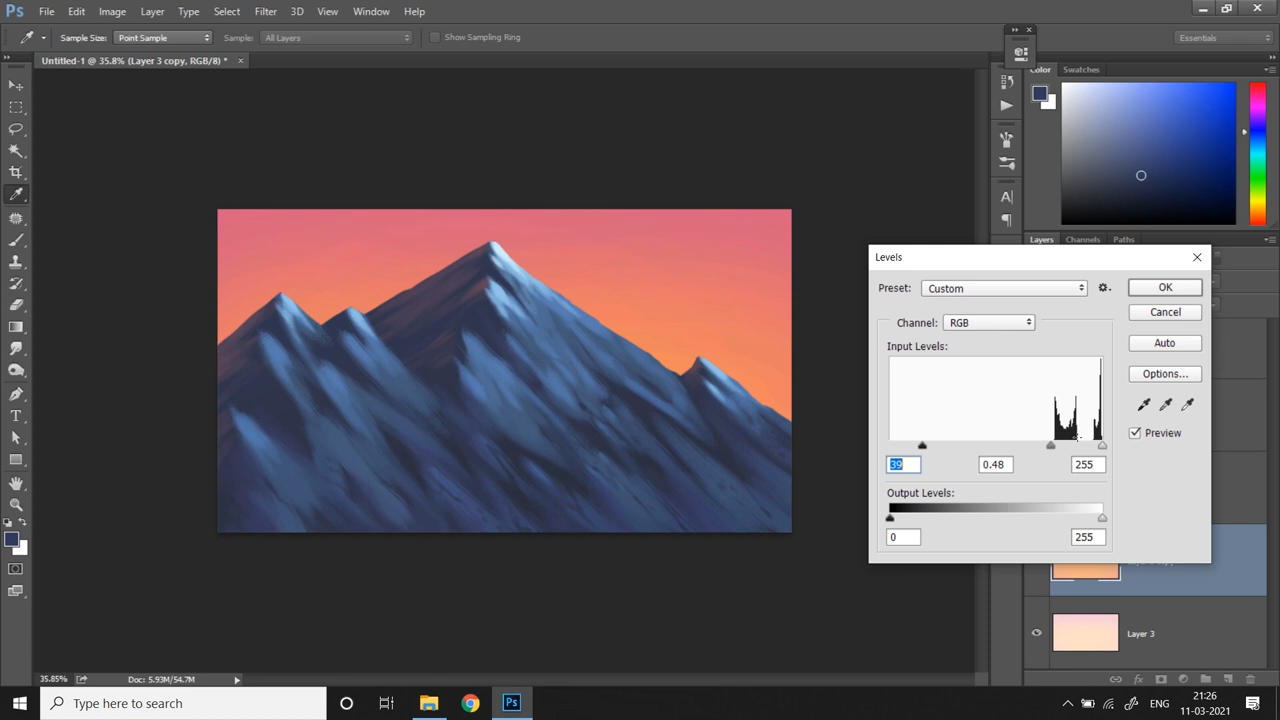 Ps File Edit Image Layer Type Select Filter 3D View Window Help
Sample Size: Point Sample Sample: All Layers Show Sampling Ring Essentials
Untitled-1 @ 35.8% (Layer 3 copy, RGB/8) * ×
Color Swatches
Layers Channels Paths
Levels
Preset: Custom OK
Cancel
Channel: RGB
Auto
Input Levels:
Options...
Preview
39 0.48 255
Output Levels:
0 255
Layer 3
35.85% Doc: 5.93M/54.7M
Type here to search
Ps
ENG
21:26
11-03-2021